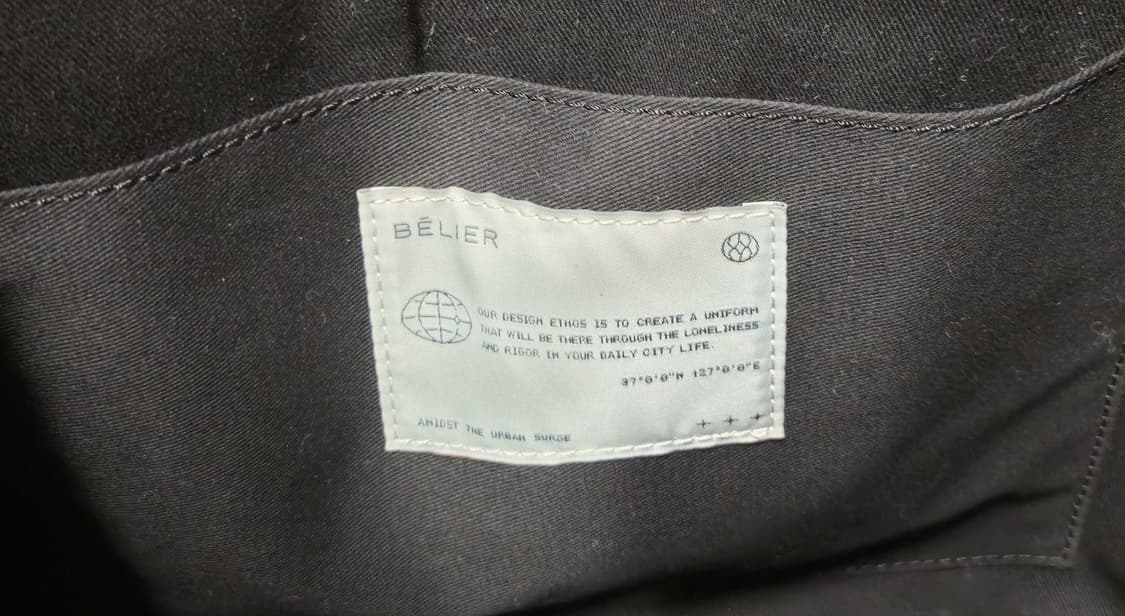 BÉLIER
OUR DESIGN ETHOS IS TO CREATE A UNIFORM
THAT WILL BE THERE THROUGH THE LONELINESS
AND RIGOR IN YOUR DAILY CITY LIFE.
37°0'0"N 127°0'0"E
AMIDST THE URBAN SURGE